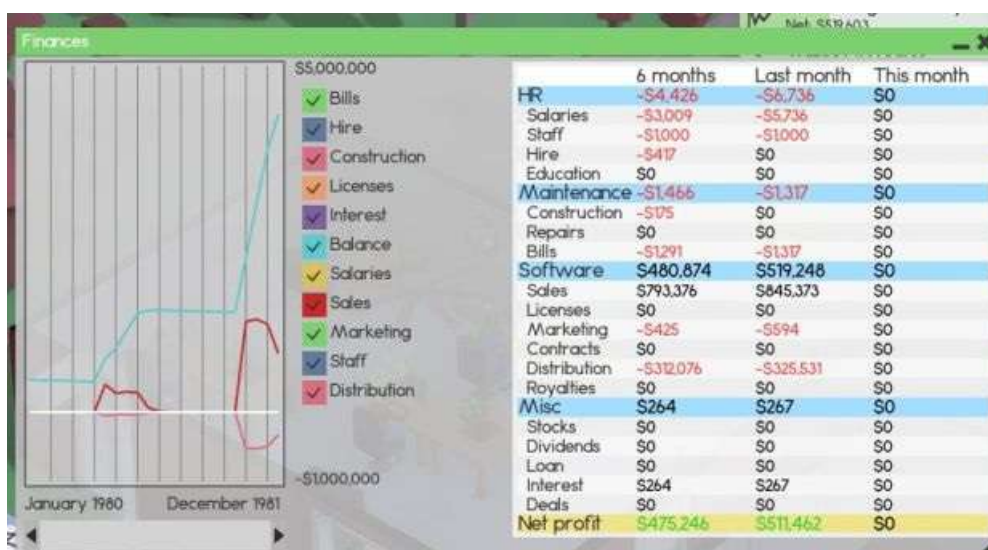 Net: $519,603
Finances
$5,000,000
Bills
Hire
Construction
Licenses
Interest
Balance
Salaries
Sales
Marketing
Staff
Distribution
-$1,000,000
January 1980 December 1981
6 months Last month This month
HR -$4,426 -$6,736 $0
Salaries -$3,009 -$5,736 $0
Staff -$1,000 -$1,000 $0
Hire -$417 $0 $0
Education $0 $0 $0
Maintenance -$1,466 -$1,317 $0
Construction -$175 $0 $0
Repairs $0 $0 $0
Bills -$1,291 -$1,317 $0
Software $480,874 $519,248 $0
Sales $793,376 $845,373 $0
Licenses $0 $0 $0
Marketing -$425 -$594 $0
Contracts $0 $0 $0
Distribution -$312,076 -$325,531 $0
Royalties $0 $0 $0
Misc $264 $267 $0
Stocks $0 $0 $0
Dividends $0 $0 $0
Loan $0 $0 $0
Interest $264 $267 $0
Deals $0 $0 $0
Net profit $475,246 $511,462 $0